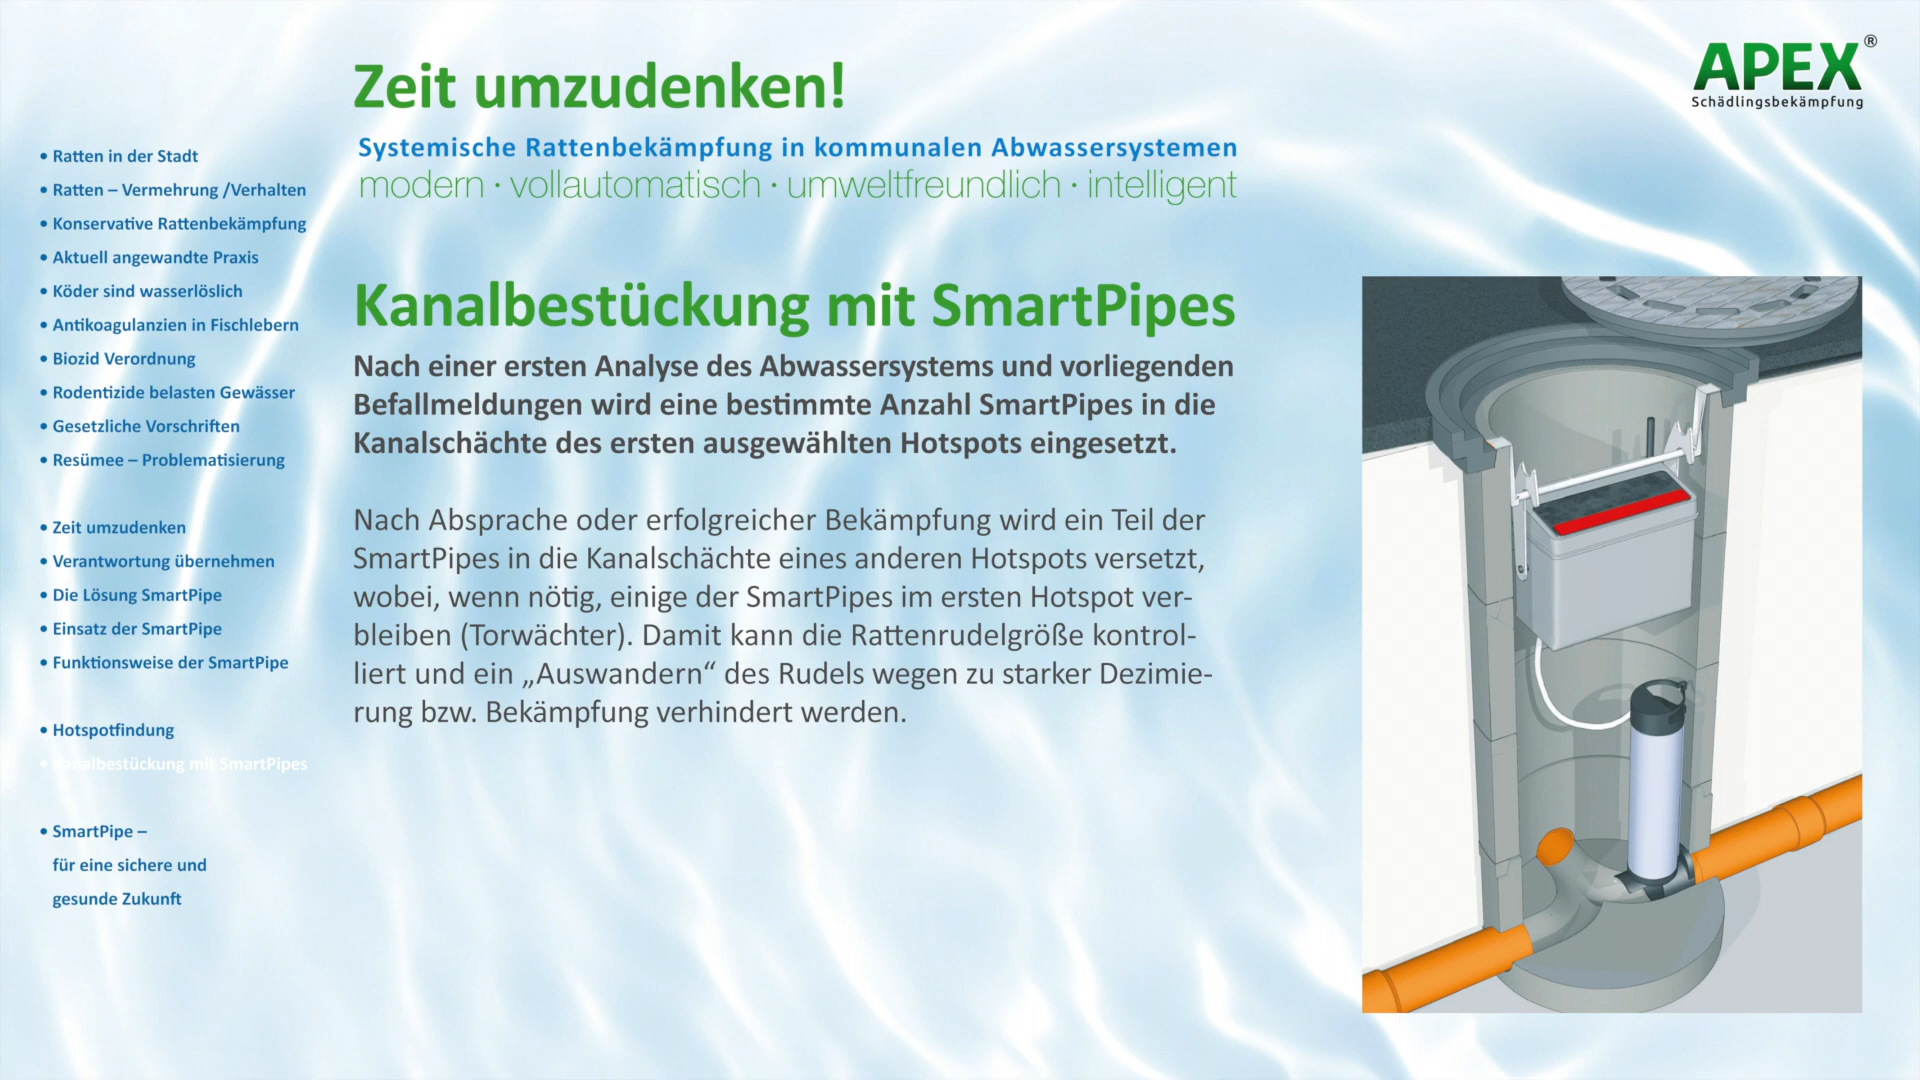 Zeit umzudenken!
Systemische Rattenbekämpfung in kommunalen Abwassersystemen
modern · vollautomatisch · umweltfreundlich · intelligent
APEX®
Schädlingsbekämpfung
• Ratten in der Stadt
• Ratten – Vermehrung /Verhalten
• Konservative Rattenbekämpfung
• Aktuell angewandte Praxis
• Köder sind wasserlöslich
• Antikoagulanzien in Fischlebern
• Biozid Verordnung
• Rodentizide belasten Gewässer
• Gesetzliche Vorschriften
• Resümee – Problematisierung
• Zeit umzudenken
• Verantwortung übernehmen
• Die Lösung SmartPipe
• Einsatz der SmartPipe
• Funktionsweise der SmartPipe
• Hotspotfindung
• Kanalbestückung mit SmartPipes
• SmartPipe –
für eine sichere und
gesunde Zukunft
Kanalbestückung mit SmartPipes
Nach einer ersten Analyse des Abwassersystems und vorliegenden
Befallmeldungen wird eine bestimmte Anzahl SmartPipes in die
Kanalschächte des ersten ausgewählten Hotspots eingesetzt.
Nach Absprache oder erfolgreicher Bekämpfung wird ein Teil der
SmartPipes in die Kanalschächte eines anderen Hotspots versetzt,
wobei, wenn nötig, einige der SmartPipes im ersten Hotspot ver-
bleiben (Torwächter). Damit kann die Rattenrudelgröße kontrol-
liert und ein „Auswandern“ des Rudels wegen zu starker Dezimie-
rung bzw. Bekämpfung verhindert werden.